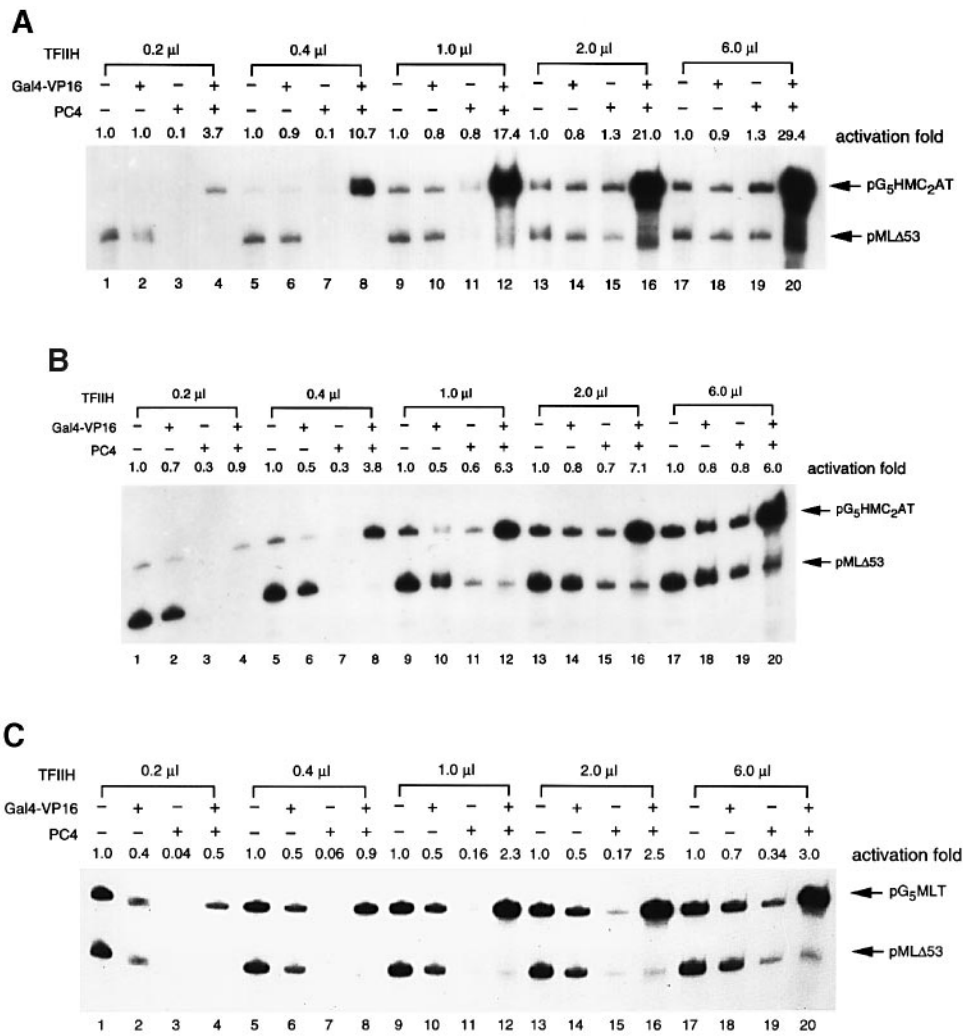 A
TFIIH 0.2 µl 0.4 µl 1.0 µl 2.0 µl 6.0 µl
Gal4-VP16 – + – + – + – + – + – + – + – + – + – +
PC4 – – + + – – + + – – + + – – + + – – + +
1.0 1.0 0.1 3.7 1.0 0.9 0.1 10.7 1.0 0.8 0.8 17.4 1.0 0.8 1.3 21.0 1.0 0.9 1.3 29.4 activation fold
pG₅HMC₂AT
pMLΔ53
1 2 3 4 5 6 7 8 9 10 11 12 13 14 15 16 17 18 19 20
B
TFIIH 0.2 µl 0.4 µl 1.0 µl 2.0 µl 6.0 µl
Gal4-VP16 – + – + – + – + – + – + – + – + – + – +
PC4 – – + + – – + + – – + + – – + + – – + +
1.0 0.7 0.3 0.9 1.0 0.5 0.3 3.8 1.0 0.5 0.6 6.3 1.0 0.8 0.7 7.1 1.0 0.8 0.8 6.0 activation fold
pG₅HMC₂AT
pMLΔ53
1 2 3 4 5 6 7 8 9 10 11 12 13 14 15 16 17 18 19 20
C
TFIIH 0.2 µl 0.4 µl 1.0 µl 2.0 µl 6.0 µl
Gal4-VP16 – + – + – + – + – + – + – + – + – + – +
PC4 – – + + – – + + – – + + – – + + – – + +
1.0 0.4 0.04 0.5 1.0 0.5 0.06 0.9 1.0 0.5 0.16 2.3 1.0 0.5 0.17 2.5 1.0 0.7 0.34 3.0 activation fold
pG₅MLT
pMLΔ53
1 2 3 4 5 6 7 8 9 10 11 12 13 14 15 16 17 18 19 20